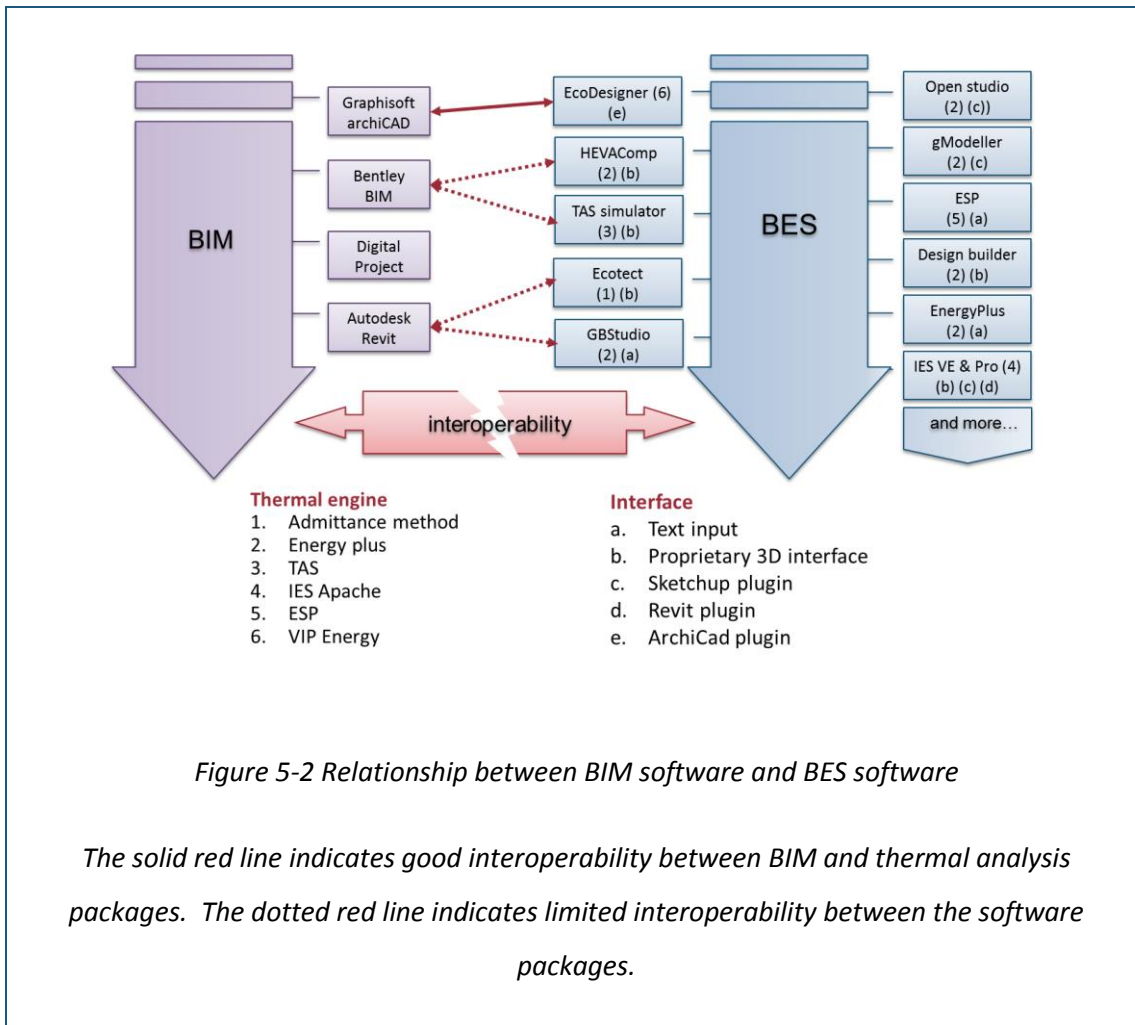 BIM
Graphisoft
archiCAD
Bentley
BIM
Digital
Project
Autodesk
Revit
EcoDesigner (6)
(e)
HEVAComp
(2) (b)
TAS simulator
(3) (b)
Ecotect
(1) (b)
GBStudio
(2) (a)
BES
Open studio
(2) (c))
gModeller
(2) (c)
ESP
(5) (a)
Design builder
(2) (b)
EnergyPlus
(2) (a)
IES VE & Pro (4)
(b) (c) (d)
and more...
interoperability
Thermal engine
1. Admittance method
2. Energy plus
3. TAS
4. IES Apache
5. ESP
6. VIP Energy
Interface
a. Text input
b. Proprietary 3D interface
c. Sketchup plugin
d. Revit plugin
e. ArchiCad plugin
Figure 5-2 Relationship between BIM software and BES software
The solid red line indicates good interoperability between BIM and thermal analysis
packages. The dotted red line indicates limited interoperability between the software
packages.